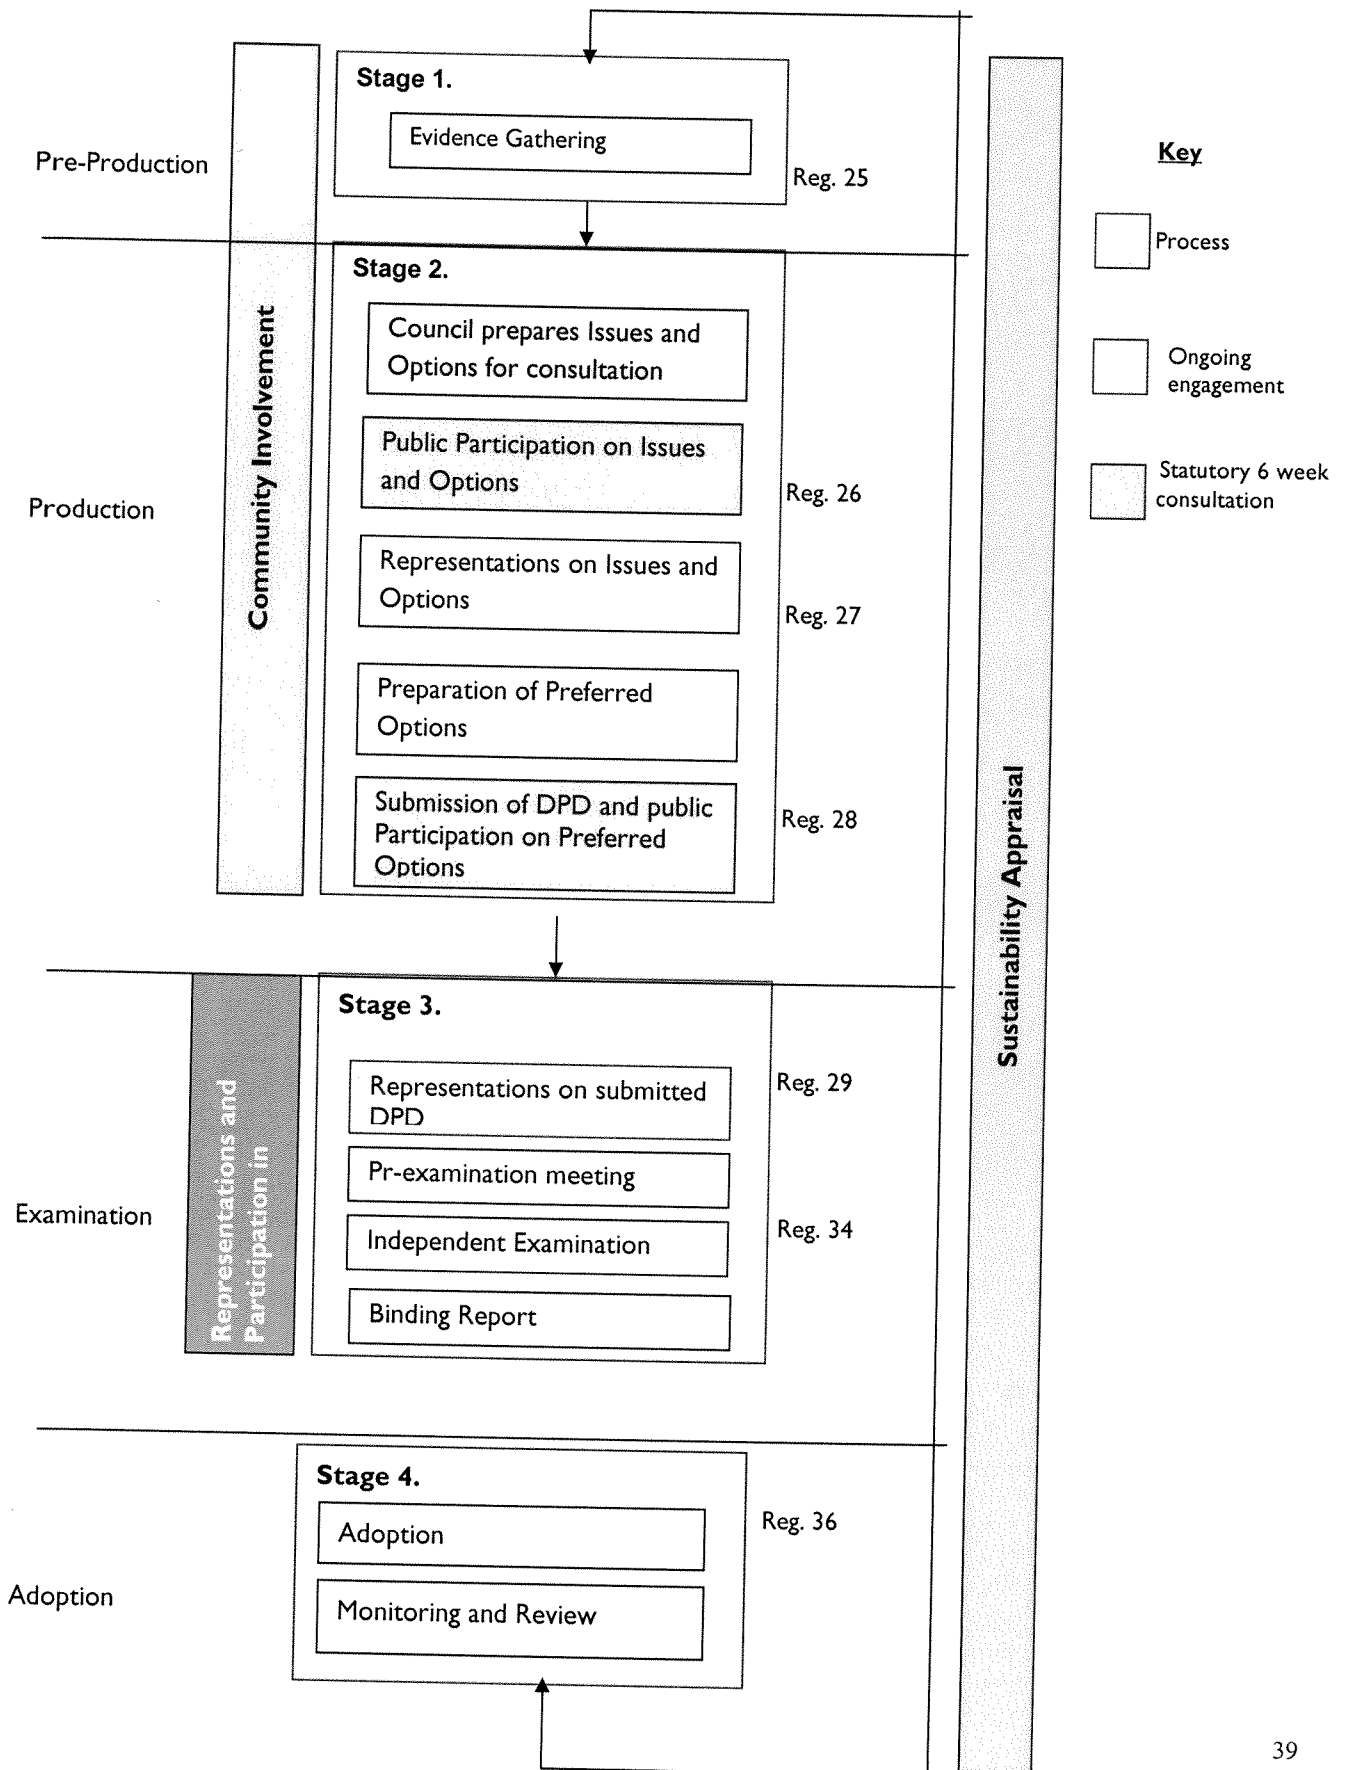 Stage 1.
Evidence Gathering
Pre-Production
Reg. 25
Key
Process
Ongoing
engagement
Statutory 6 week
consultation
Stage 2.
Council prepares Issues and
Options for consultation
Public Participation on Issues
and Options
Reg. 26
Production
Community Involvement
Representations on Issues and
Options
Reg. 27
Preparation of Preferred
Options
Submission of DPD and public
Participation on Preferred
Options
Reg. 28
Sustainability Appraisal
Stage 3.
Representations on submitted
DPD
Reg. 29
Pr-examination meeting
Representations and
Participation in
Examination
Independent Examination
Reg. 34
Binding Report
Stage 4.
Adoption
Reg. 36
Adoption
Monitoring and Review
39